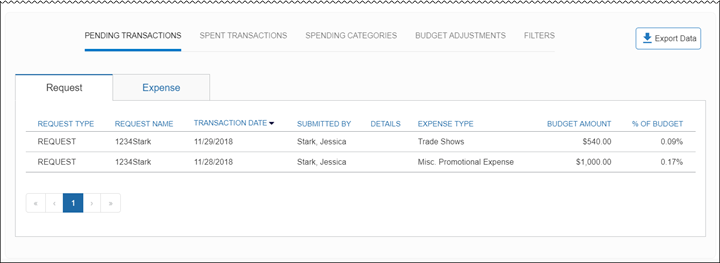 PENDING TRANSACTIONS SPENT TRANSACTIONS SPENDING CATEGORIES BUDGET ADJUSTMENTS FILTERS Export Data
Request Expense
REQUEST TYPE REQUEST NAME TRANSACTION DATE SUBMITTED BY DETAILS EXPENSE TYPE BUDGET AMOUNT % OF BUDGET
REQUEST 1234Stark 11/29/2018 Stark, Jessica Trade Shows $540.00 0.09%
REQUEST 1234Stark 11/28/2018 Stark, Jessica Misc. Promotional Expense $1,000.00 0.17%
« ‹ 1 › »